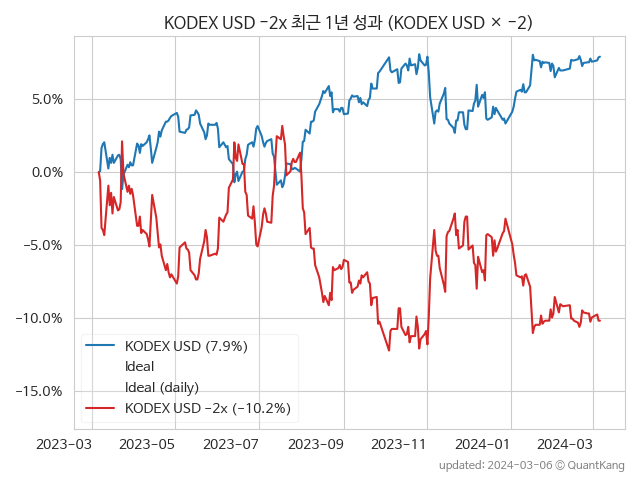 KODEX USD −2x 최근 1년 성과 (KODEX USD × −2)
5.0%
0.0%
−5.0%
−10.0%
−15.0%
KODEX USD (7.9%)
Ideal
Ideal (daily)
KODEX USD −2x (−10.2%)
2023−03 2023−05 2023−07 2023−09 2023−11 2024−01 2024−03
updated: 2024−03−06 © QuantKang